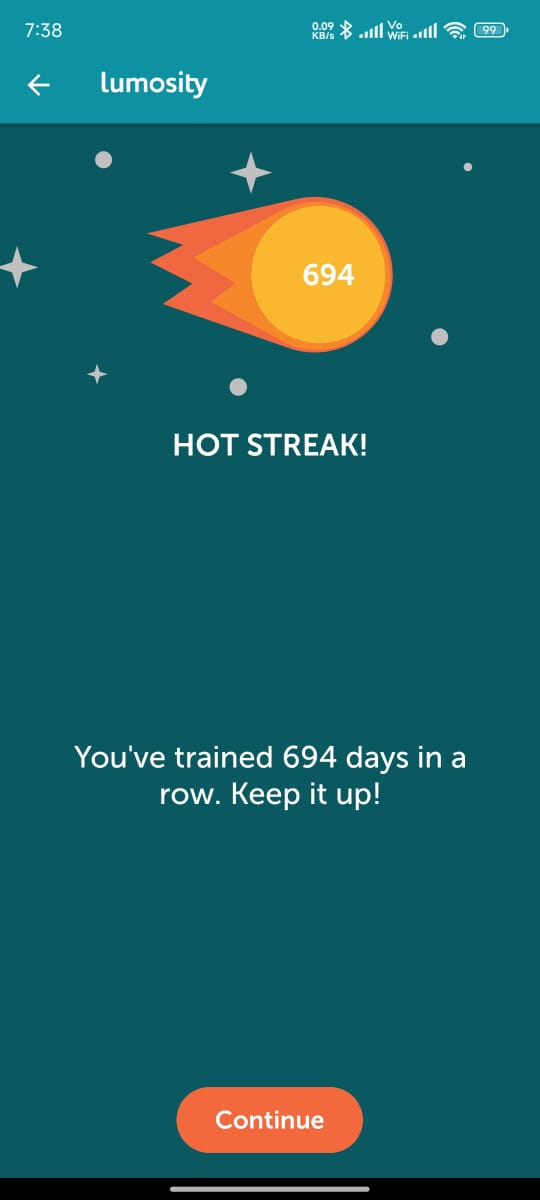 7:38
0.09
KB/s
Vo
WiFi
99
lumosity
694
HOT STREAK!
You've trained 694 days in a
row. Keep it up!
Continue